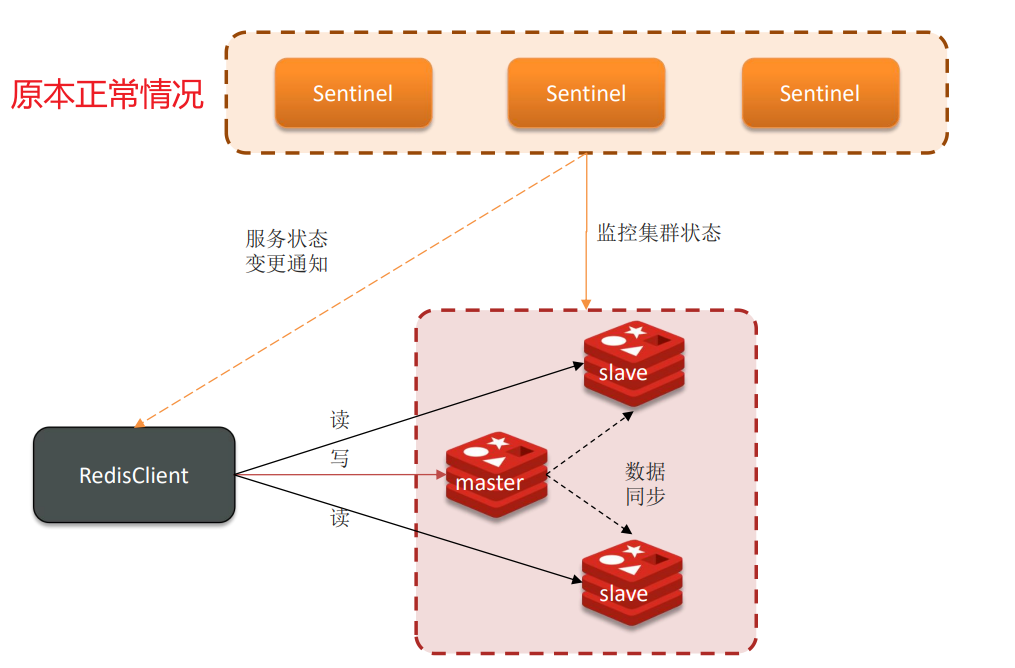 原本正常情况
Sentinel
Sentinel
Sentinel
服务状态
变更通知
监控集群状态
slave
读
写
RedisClient
master
数据
同步
读
slave